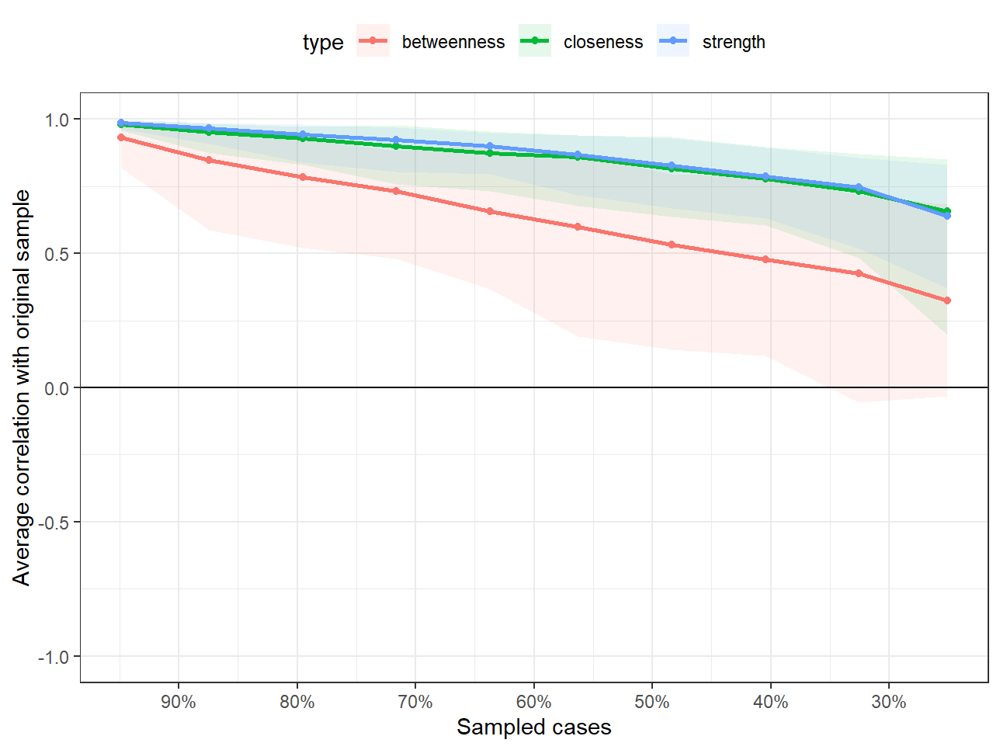 type betweenness closeness strength
Average correlation with original sample
1.0
0.5
0.0
-0.5
-1.0
90% 80% 70% 60% 50% 40% 30%
Sampled cases